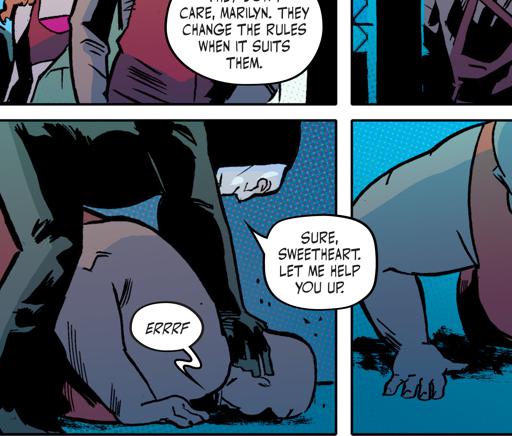 CARE, MARILYN. THEY
CHANGE THE RULES
WHEN IT SUITS
THEM.
SURE,
SWEETHEART.
LET ME HELP
YOU UP.
ERRRF